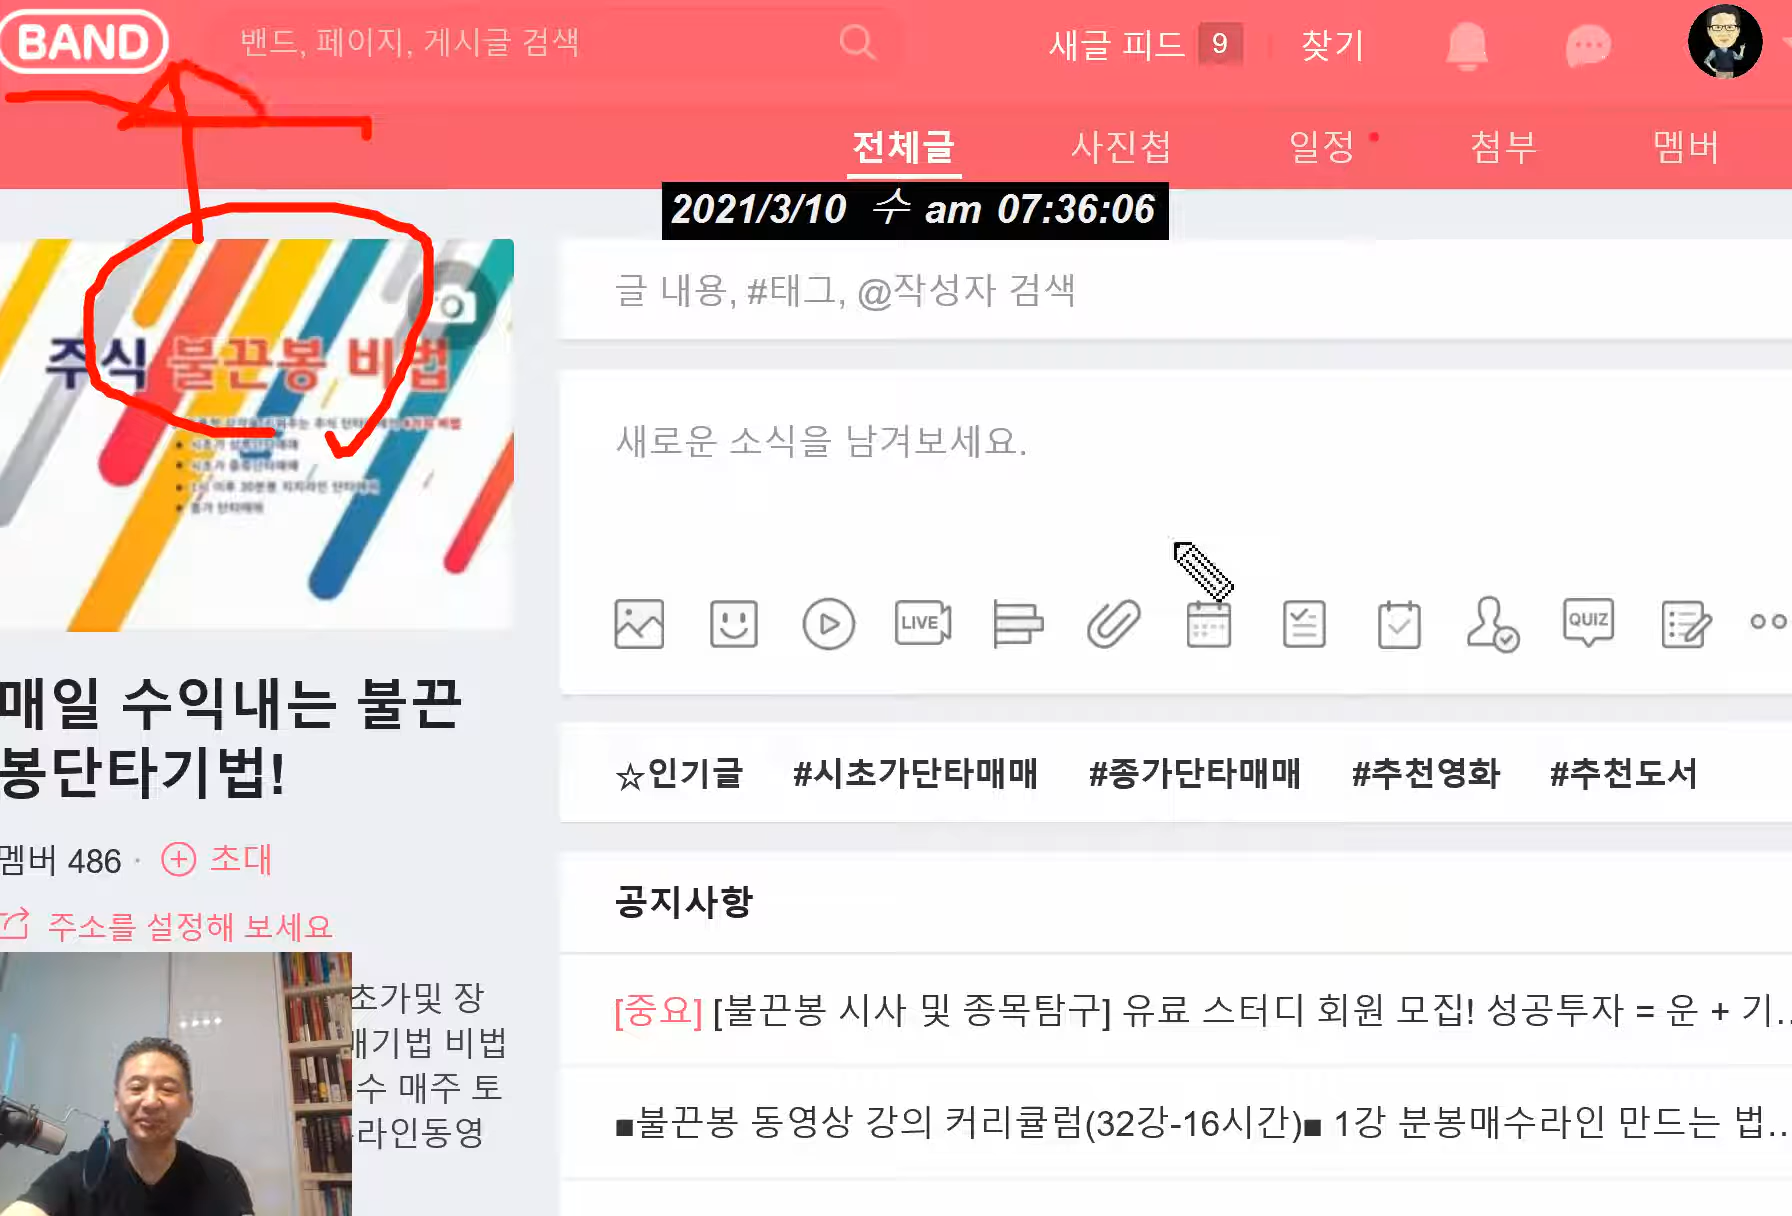 BAND
밴드, 페이지, 게시글 검색
새글 피드 9
찾기
전체글
사진첩
일정
첨부
멤버
2021/3/10 수 am 07:36:06
글 내용, #태그, @작성자 검색
주식 불끈봉 비법
새로운 소식을 남겨보세요.
LIVE
QUIZ
매일 수익내는 불끈
봉단타기법!
멤버 486 · 초대
주소를 설정해 보세요
초가및 장
기법 비법
수 매주 토
라인동영
☆인기글 #시초가단타매매 #종가단타매매 #추천영화 #추천도서
공지사항
[중요] [불끈봉 시사 및 종목탐구] 유료 스터디 회원 모집! 성공투자 = 운 + 기...
■불끈봉 동영상 강의 커리큘럼(32강-16시간)■ 1강 분봉매수라인 만드는 법...